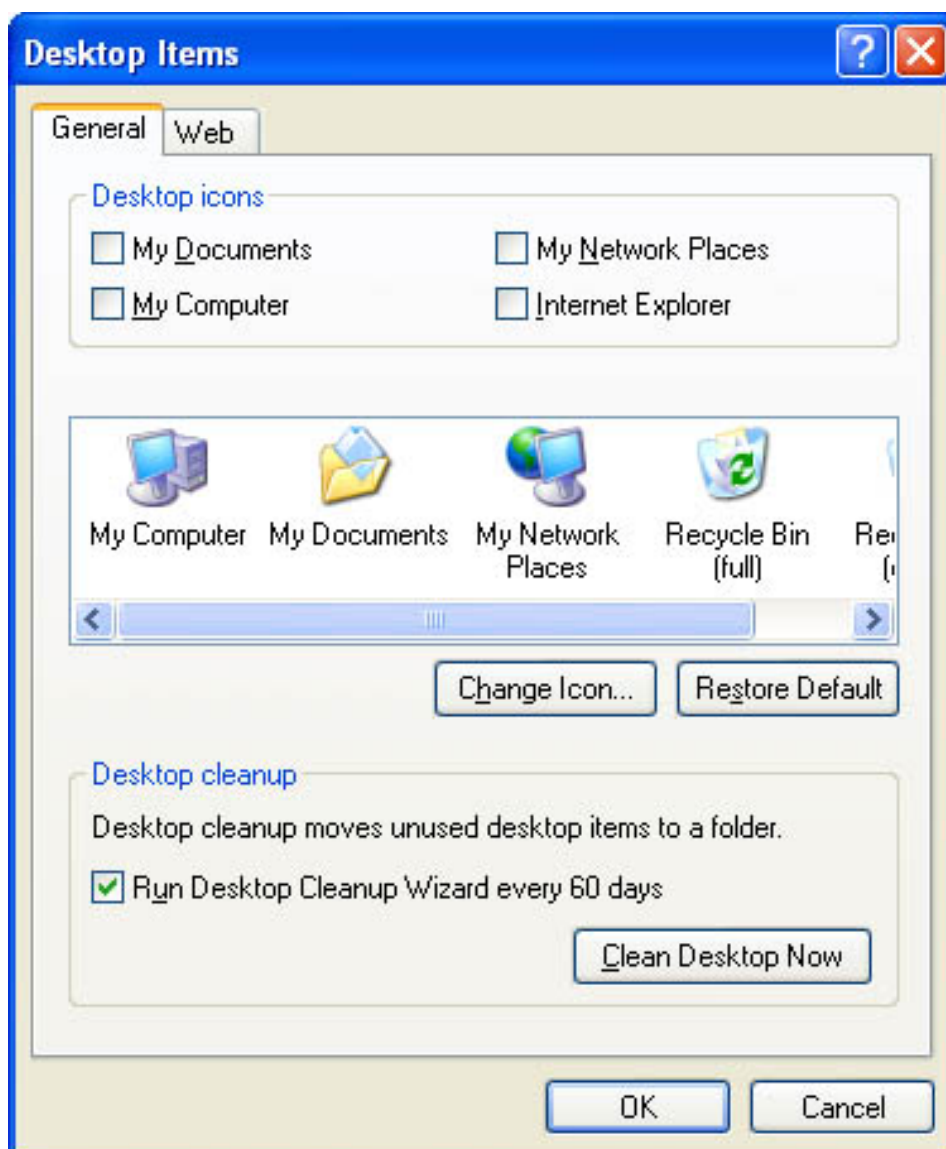 Desktop Items
General Web
Desktop icons
My Documents My Network Places
My Computer Internet Explorer
My Computer My Documents My Network Places Recycle Bin (full)
Change Icon... Restore Default
Desktop cleanup
Desktop cleanup moves unused desktop items to a folder.
Run Desktop Cleanup Wizard every 60 days
Clean Desktop Now
OK Cancel